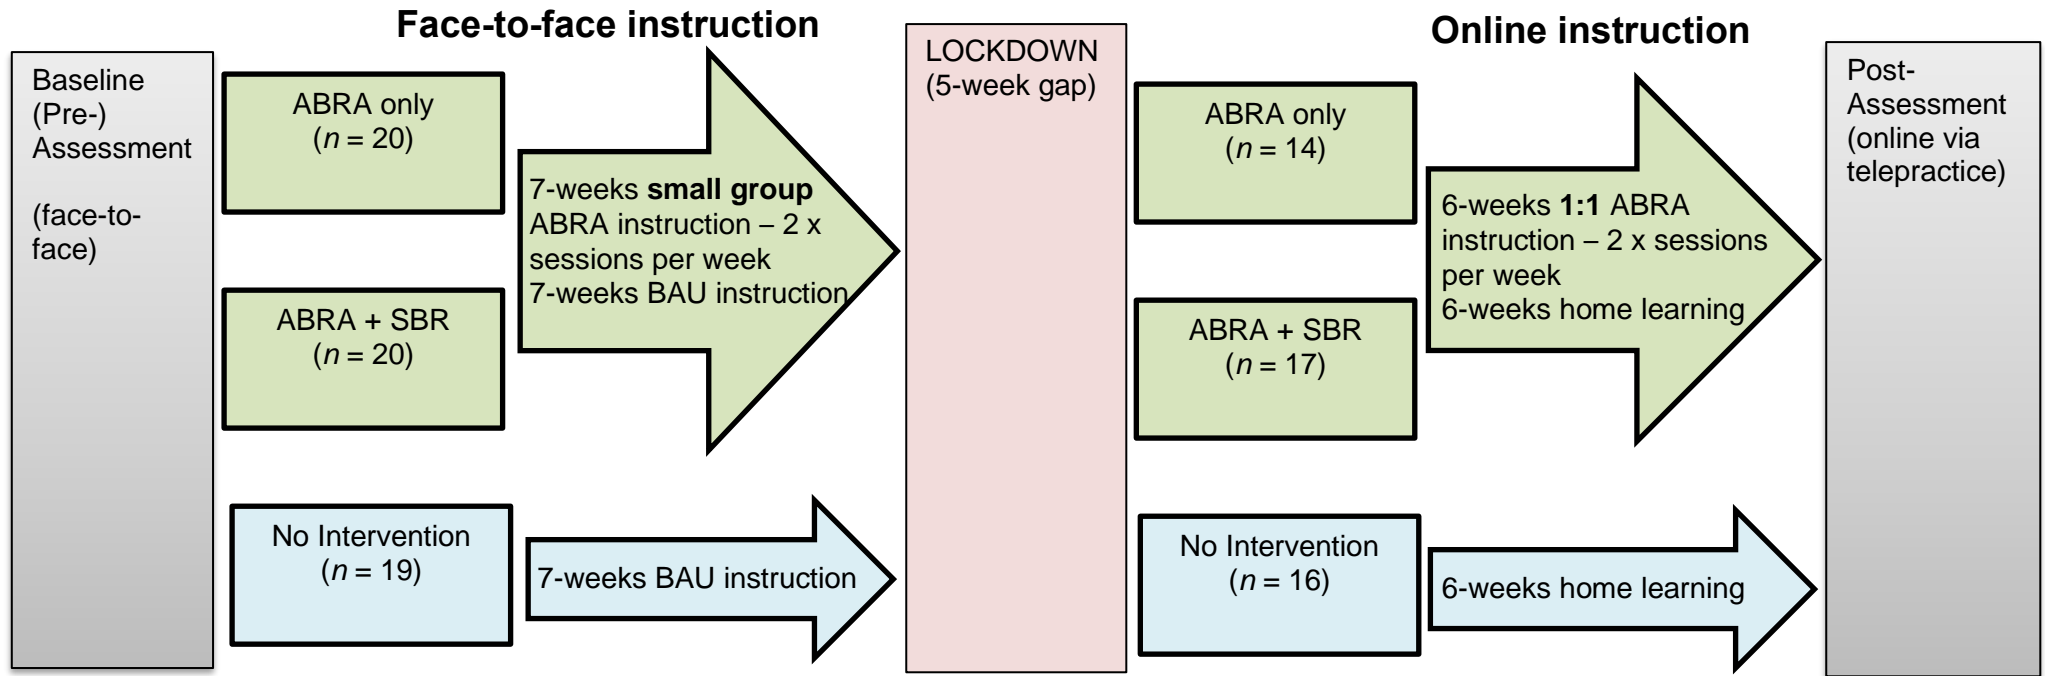 Face-to-face instruction
Online instruction
Baseline
(Pre-)
Assessment
(face-to-
face)
ABRA only
(n = 20)
ABRA + SBR
(n = 20)
7-weeks small group
ABRA instruction – 2 x
sessions per week
7-weeks BAU instruction
No Intervention
(n = 19)
7-weeks BAU instruction
LOCKDOWN
(5-week gap)
ABRA only
(n = 14)
ABRA + SBR
(n = 17)
6-weeks 1:1 ABRA
instruction – 2 x sessions
per week
6-weeks home learning
No Intervention
(n = 16)
6-weeks home learning
Post-
Assessment
(online via
telepractice)